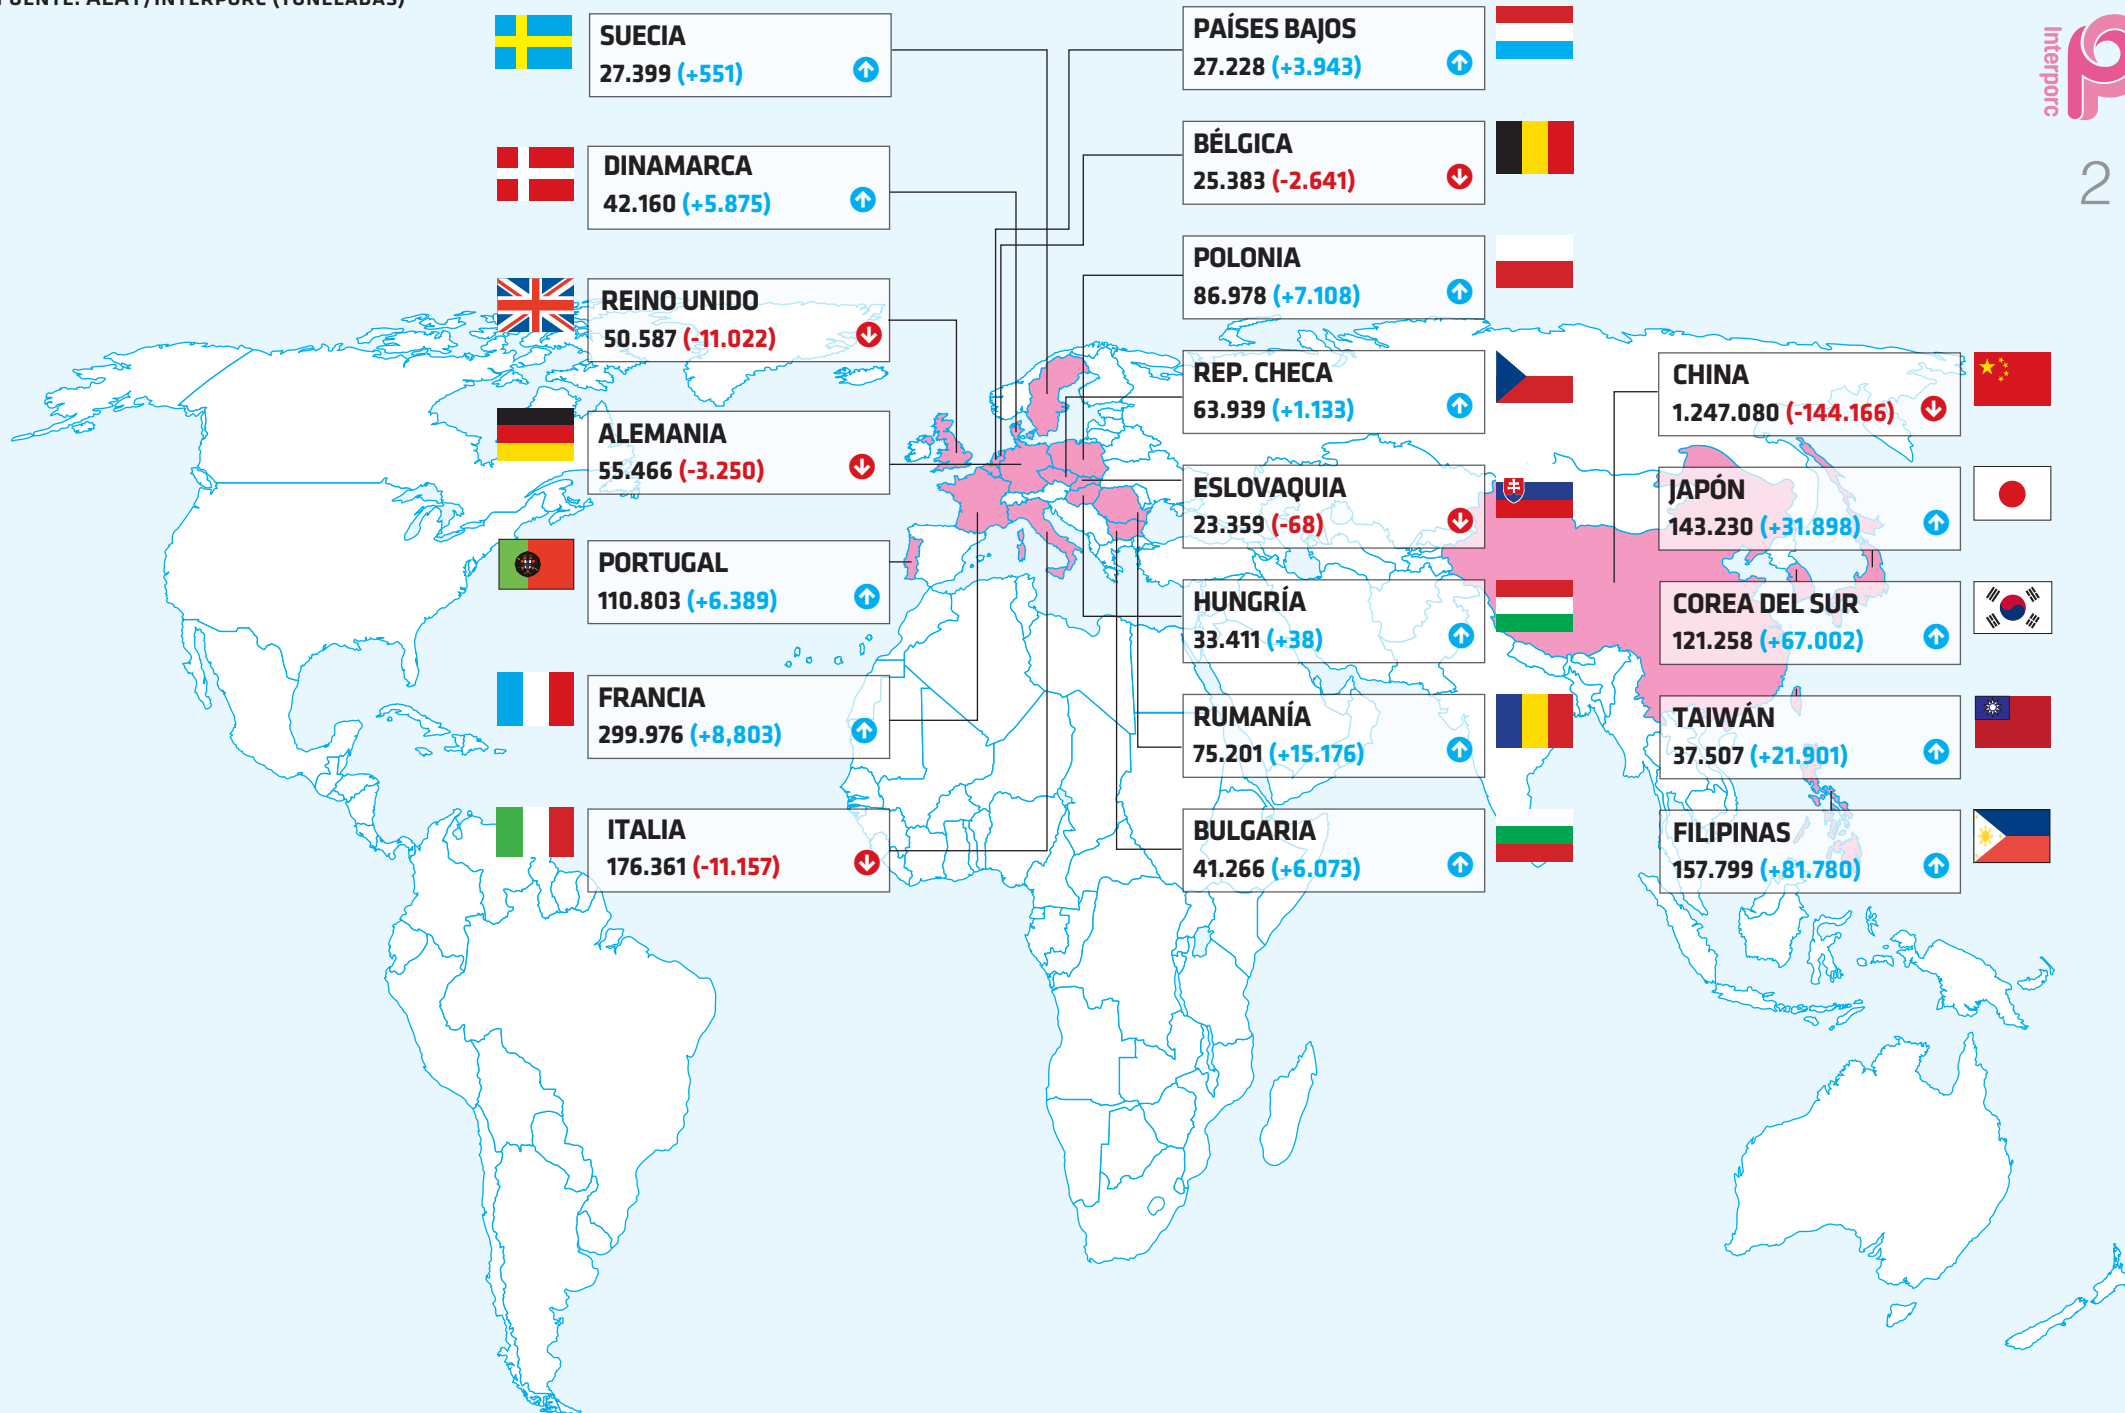 FUENTE: AEAT/INTERPORC (TONELADAS)
SUECIA
27.399 (+551)
DINAMARCA
42.160 (+5.875)
REINO UNIDO
50.587 (-11.022)
ALEMANIA
55.466 (-3.250)
PORTUGAL
110.803 (+6.389)
FRANCIA
299.976 (+8,803)
ITALIA
176.361 (-11.157)
PAÍSES BAJOS
27.228 (+3.943)
BÉLGICA
25.383 (-2.641)
POLONIA
86.978 (+7.108)
REP. CHECA
63.939 (+1.133)
ESLOVAQUIA
23.359 (-68)
HUNGRÍA
33.411 (+38)
RUMANÍA
75.201 (+15.176)
BULGARIA
41.266 (+6.073)
CHINA
1.247.080 (-144.166)
JAPÓN
143.230 (+31.898)
COREA DEL SUR
121.258 (+67.002)
TAIWÁN
37.507 (+21.901)
FILIPINAS
157.799 (+81.780)
Interporc
2